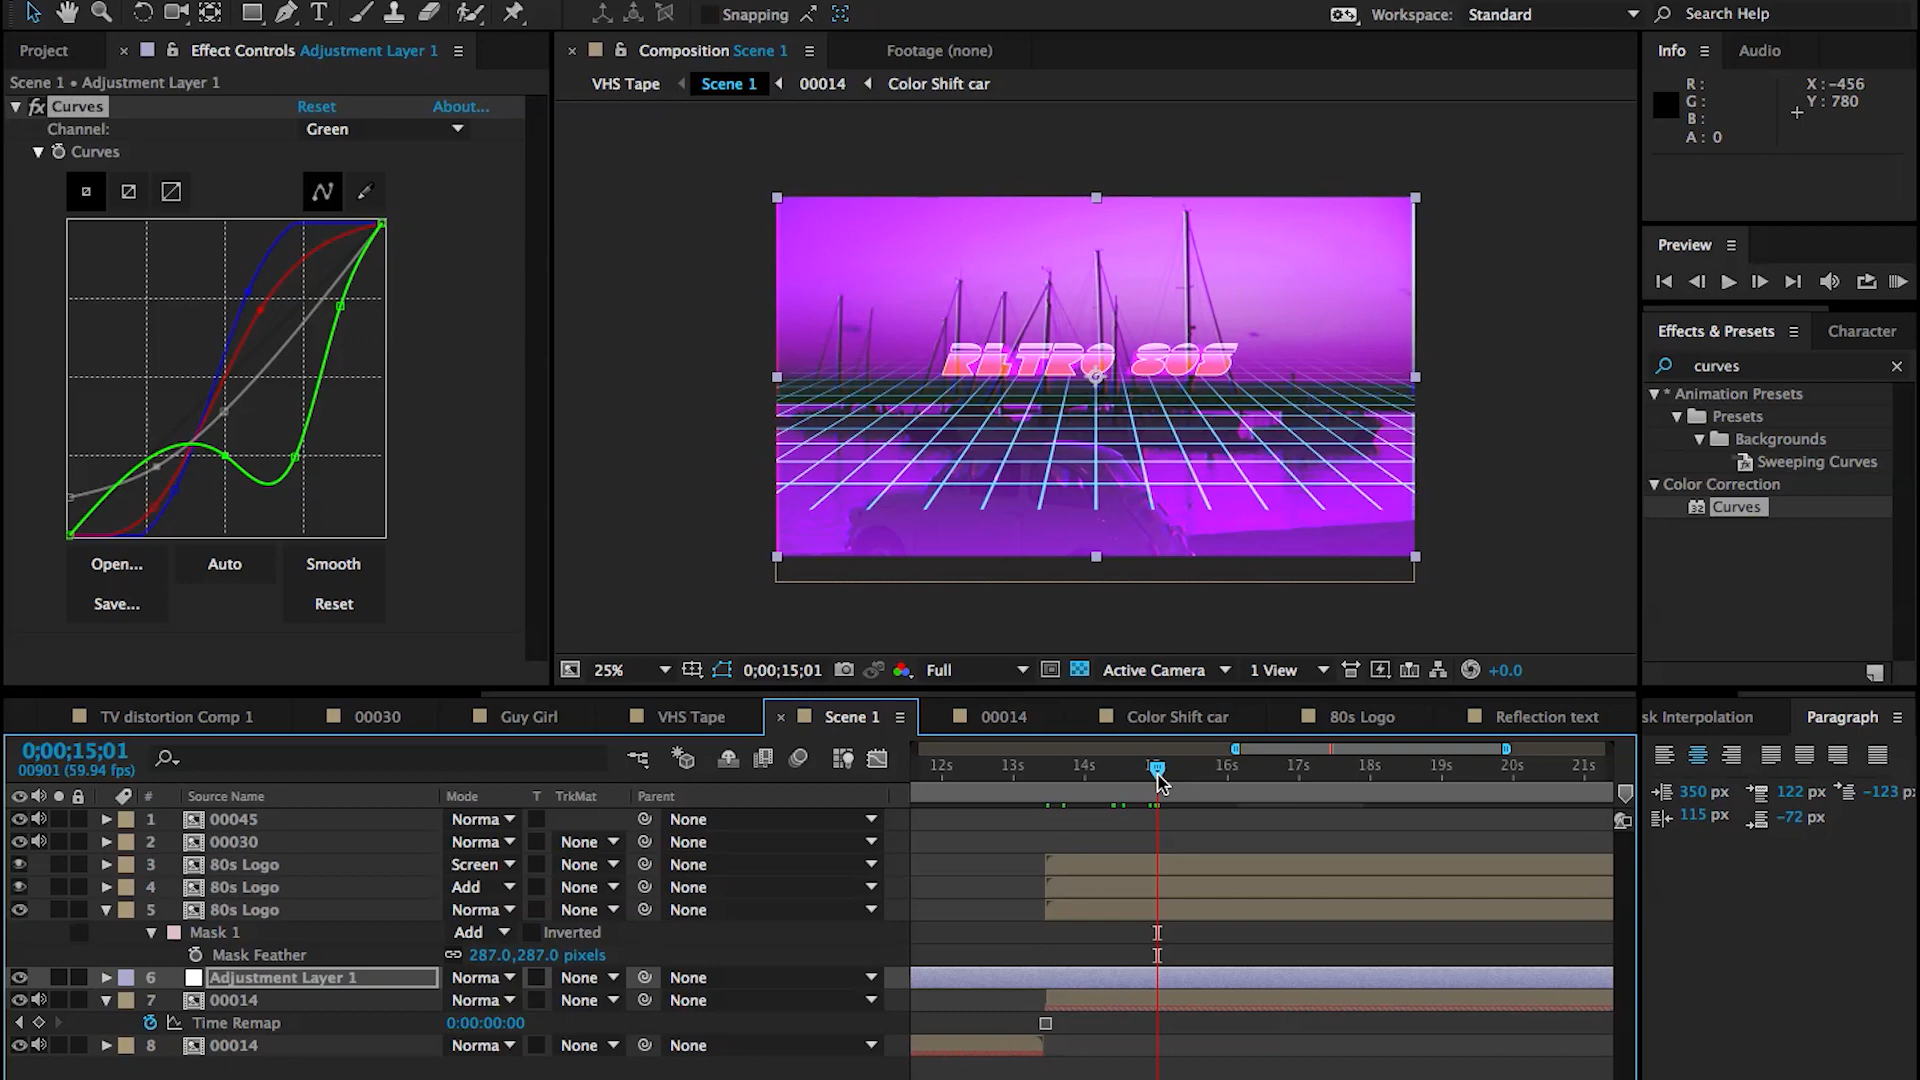 Snapping
Workspace: Standard
Search Help
Project
Effect Controls Adjustment Layer 1
Composition Scene 1
Footage (none)
Info
Audio
Scene 1 • Adjustment Layer 1
VHS Tape
Scene 1
00014
Color Shift car
R:
G:
B:
A: 0
X: -456
Y: 780
fx Curves
Reset
About...
Channel:
Green
Curves
Open...
Auto
Smooth
Save...
Reset
RETRO 80S
Preview
Effects & Presets
Character
curves
* Animation Presets
Presets
Backgrounds
Sweeping Curves
Color Correction
32 Curves
25%
0;00;15;01
Full
Active Camera
1 View
+0.0
TV distortion Comp 1
00030
Guy Girl
VHS Tape
Scene 1
00014
Color Shift car
80s Logo
Reflection text
sk Interpolation
Paragraph
0;00;15;01
00901 (59.94 fps)
12s 13s 14s 16s 17s 18s 19s 20s 21s
350 px
122 px
-123 p
115 px
-72 px
# Source Name Mode T TrkMat Parent
1 00045 Norma None
2 00030 Norma None None
3 80s Logo Screen None None
4 80s Logo Add None None
5 80s Logo Norma None None
Mask 1 Add Inverted
Mask Feather 287.0,287.0 pixels
6 Adjustment Layer 1 Norma None None
7 00014 Norma None None
Time Remap 0:00:00:00
8 00014 Norma None None